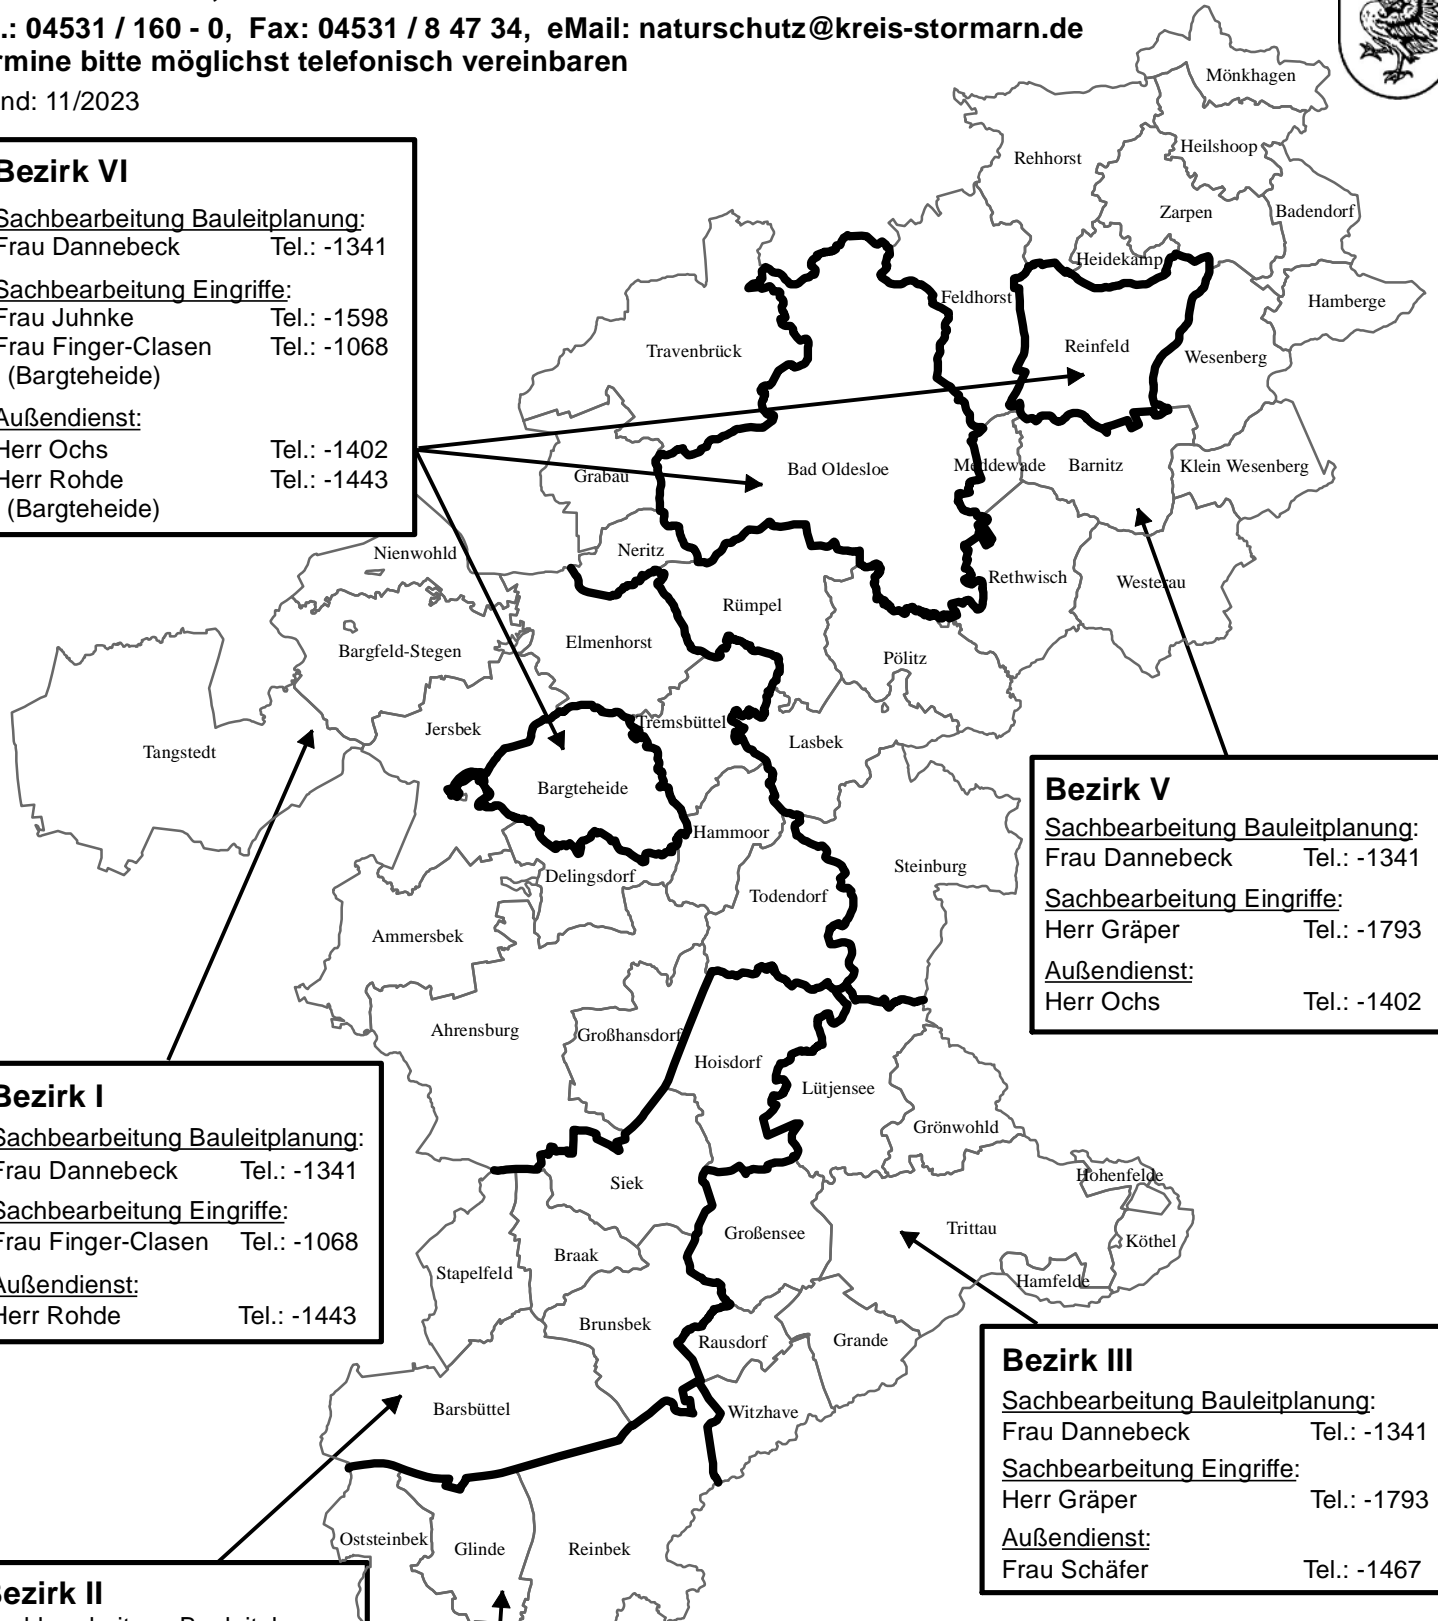 .: 04531 / 160 - 0, Fax: 04531 / 8 47 34, eMail: naturschutz@kreis-stormarn.de
rmine bitte möglichst telefonisch vereinbaren
nd: 11/2023
Bezirk VI
Sachbearbeitung Bauleitplanung:
Frau Dannebeck Tel.: -1341
Sachbearbeitung Eingriffe:
Frau Juhnke Tel.: -1598
Frau Finger-Clasen Tel.: -1068
(Bargteheide)
Außendienst:
Herr Ochs Tel.: -1402
Herr Rohde Tel.: -1443
(Bargteheide)
Mönkhagen
Heilshoop
Rehhorst
Zarpen
Badendorf
Heidekamp
Feldhorst
Hamberge
Reinfeld
Travenbrück
Wesenberg
Bad Oldesloe
Meddewade
Barnitz
Klein Wesenberg
Grabau
Neritz
Nienwohld
Rethwisch
Westerau
Rümpel
Elmenhorst
Bargfeld-Stegen
Pölitz
Tremsbüttel
Jersbek
Lasbek
Tangstedt
Bargteheide
Hammoor
Steinburg
Delingsdorf
Todendorf
Ammersbek
Ahrensburg
Großhansdorf
Hoisdorf
Lütjensee
Grönwohld
Bezirk V
Sachbearbeitung Bauleitplanung:
Frau Dannebeck Tel.: -1341
Sachbearbeitung Eingriffe:
Herr Gräper Tel.: -1793
Außendienst:
Herr Ochs Tel.: -1402
Bezirk I
Sachbearbeitung Bauleitplanung:
Frau Dannebeck Tel.: -1341
Sachbearbeitung Eingriffe:
Frau Finger-Clasen Tel.: -1068
Außendienst:
Herr Rohde Tel.: -1443
Siek
Hohenfelde
Großensee
Trittau
Köthel
Braak
Stapelfeld
Hamfelde
Brunsbek
Rausdorf
Grande
Barsbüttel
Witzhave
Oststeinbek
Glinde
Reinbek
Bezirk III
Sachbearbeitung Bauleitplanung:
Frau Dannebeck Tel.: -1341
Sachbearbeitung Eingriffe:
Herr Gräper Tel.: -1793
Außendienst:
Frau Schäfer Tel.: -1467
Bezirk II